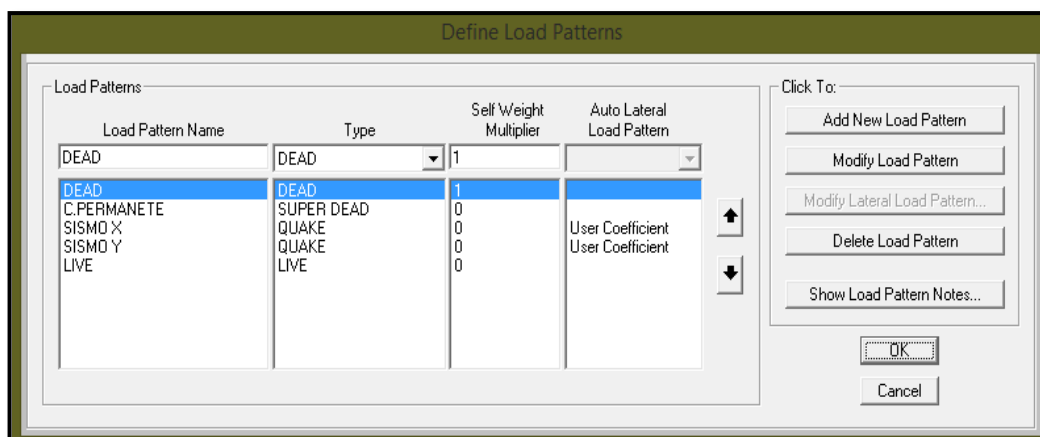 Define Load Patterns
Load Patterns
Click To:
Load Pattern Name Type Self Weight Multiplier Auto Lateral Load Pattern
DEAD DEAD 1
DEAD DEAD 1
C.PERMANETE SUPER DEAD 0
SISMO X QUAKE 0 User Coefficient
SISMO Y QUAKE 0 User Coefficient
LIVE LIVE 0
Add New Load Pattern
Modify Load Pattern
Modify Lateral Load Pattern...
Delete Load Pattern
Show Load Pattern Notes...
OK
Cancel